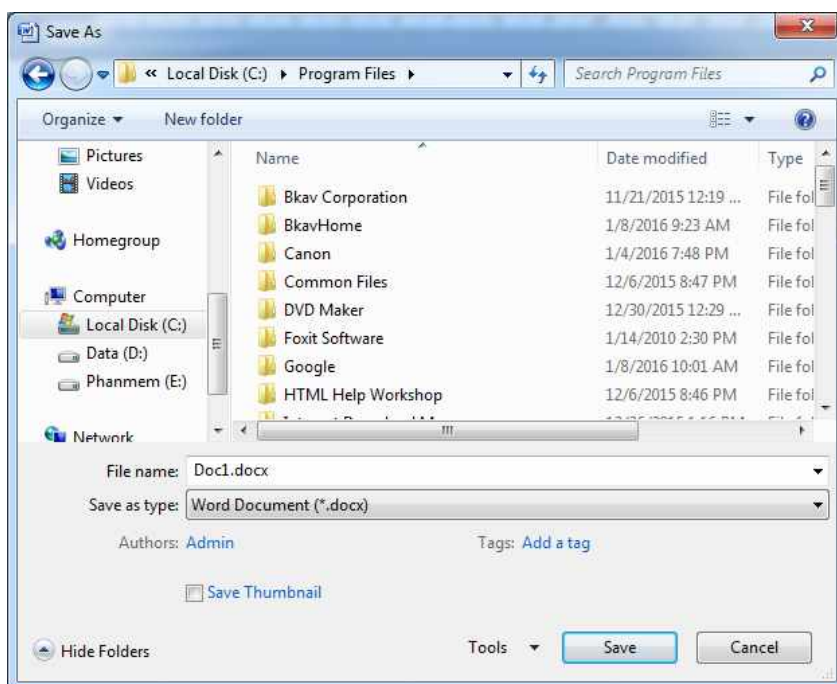 Save As
« Local Disk (C:) ▸ Program Files ▸ Search Program Files
Organize ▾ New folder
Pictures
Videos
Homegroup
Computer
Local Disk (C:)
Data (D:)
Phanmem (E:)
Network
Name Date modified Type
Bkav Corporation 11/21/2015 12:19 ... File fol
BkavHome 1/8/2016 9:23 AM File fol
Canon 1/4/2016 7:48 PM File fol
Common Files 12/6/2015 8:47 PM File fol
DVD Maker 12/30/2015 12:29 ... File fol
Foxit Software 1/14/2010 2:30 PM File fol
Google 1/8/2016 10:01 AM File fol
HTML Help Workshop 12/6/2015 8:46 PM File fol
File name: Doc1.docx
Save as type: Word Document (*.docx)
Authors: Admin Tags: Add a tag
Save Thumbnail
Hide Folders Tools ▾ Save Cancel